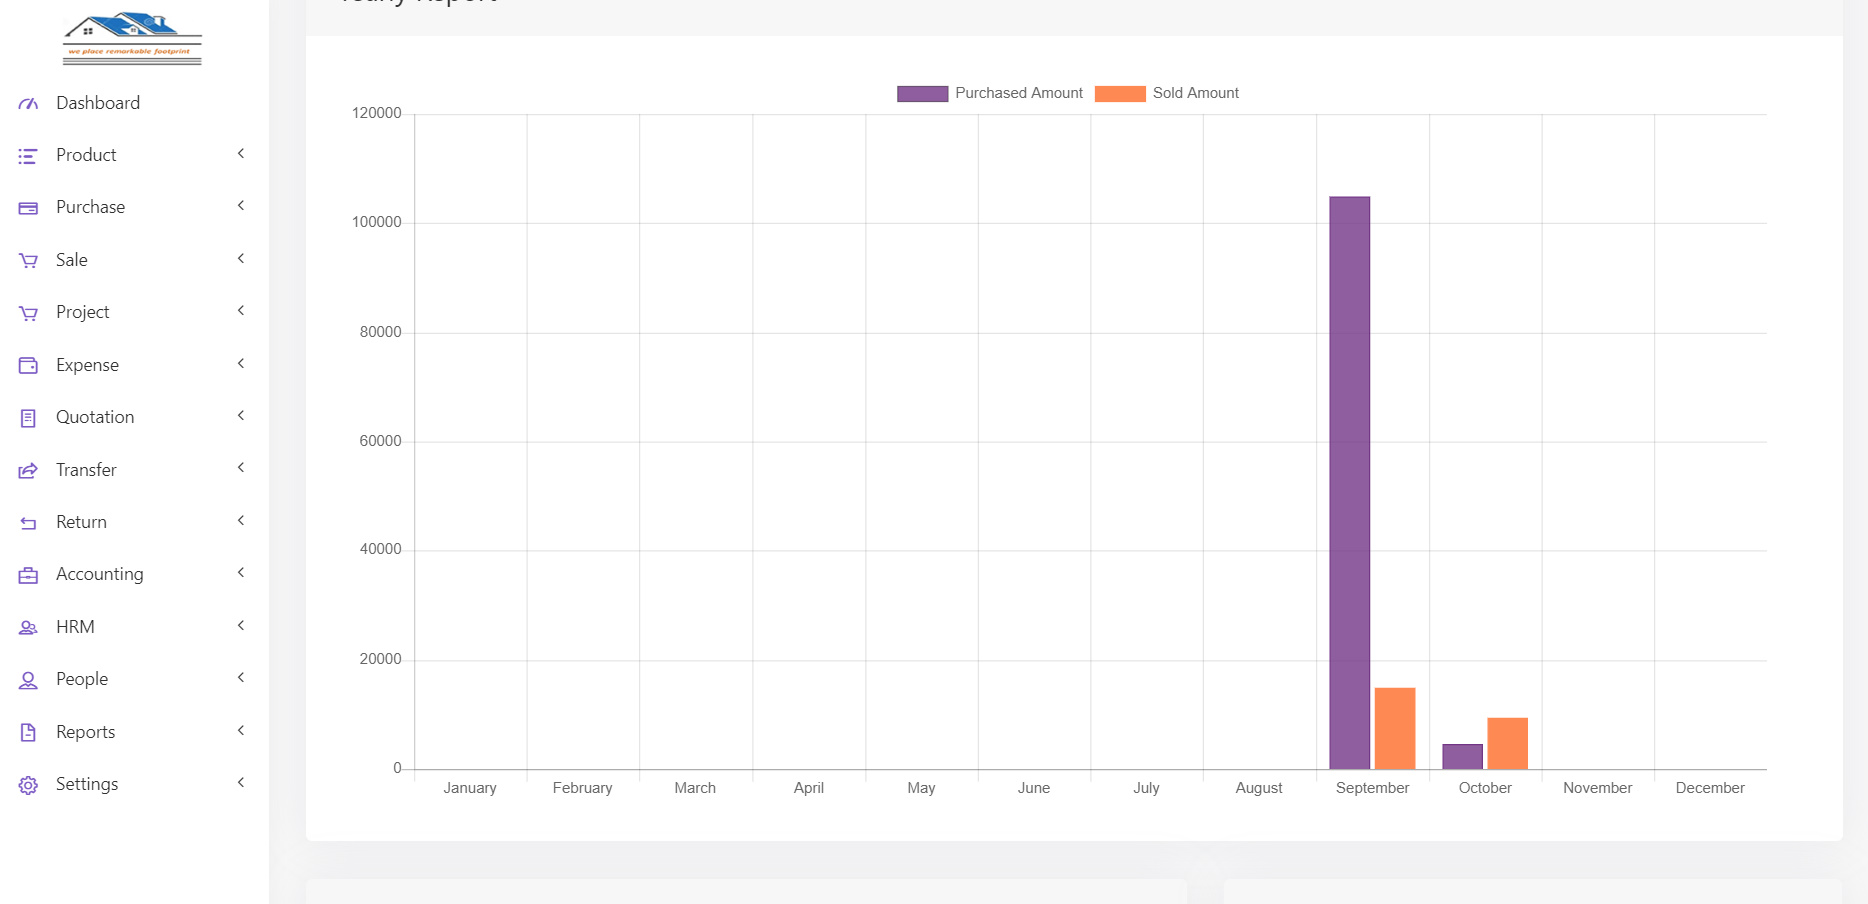 Yearly Report
we place remarkable footprint
Dashboard
Product
Purchase
Sale
Project
Expense
Quotation
Transfer
Return
Accounting
HRM
People
Reports
Settings
Purchased Amount Sold Amount
120000
100000
80000
60000
40000
20000
0
January February March April May June July August September October November December